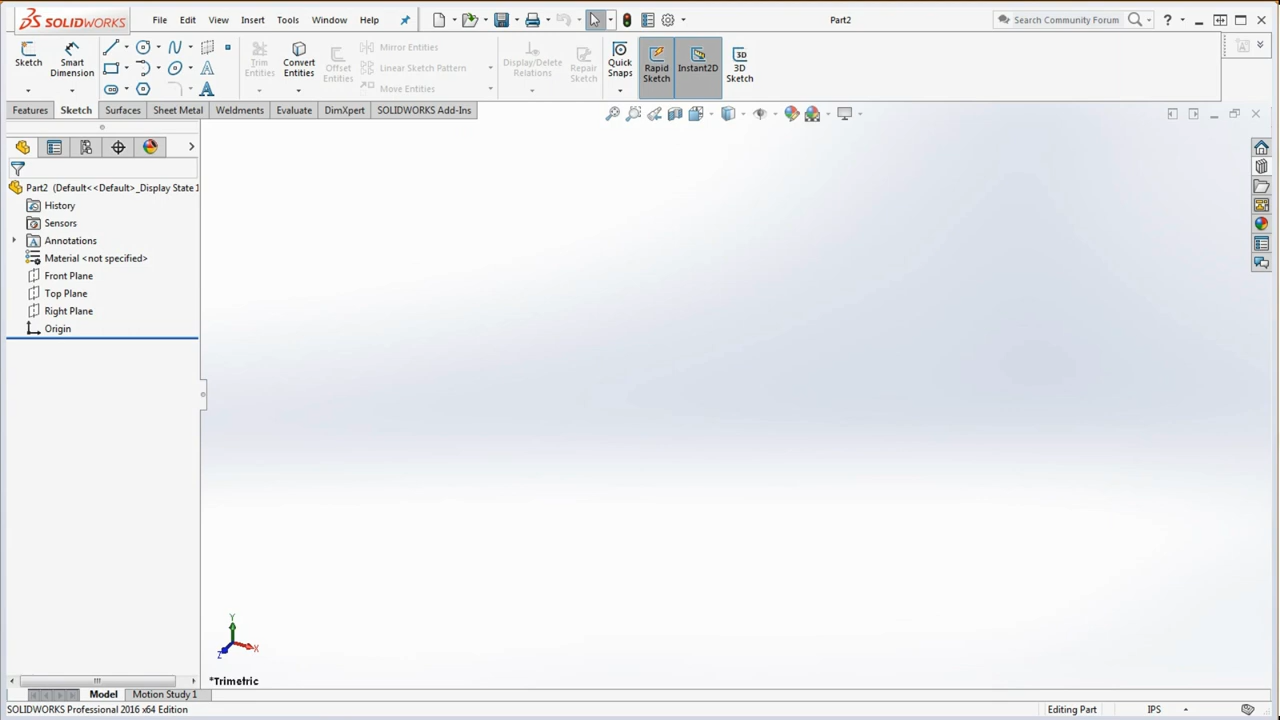 SOLIDWORKS File Edit View Insert Tools Window Help Part2 Search Community Forum ?
Sketch Smart Dimension Trim Entities Convert Entities Offset Entities Mirror Entities Linear Sketch Pattern Move Entities Display/Delete Relations Repair Sketch Quick Snaps Rapid Sketch Instant2D 3D Sketch
Features Sketch Surfaces Sheet Metal Weldments Evaluate DimXpert SOLIDWORKS Add-Ins
Part2 (Default<<Default>_Display State 1
History
Sensors
Annotations
Material <not specified>
Front Plane
Top Plane
Right Plane
Origin
Y
X
Z
*Trimetric
Model Motion Study 1
SOLIDWORKS Professional 2016 x64 Edition Editing Part IPS